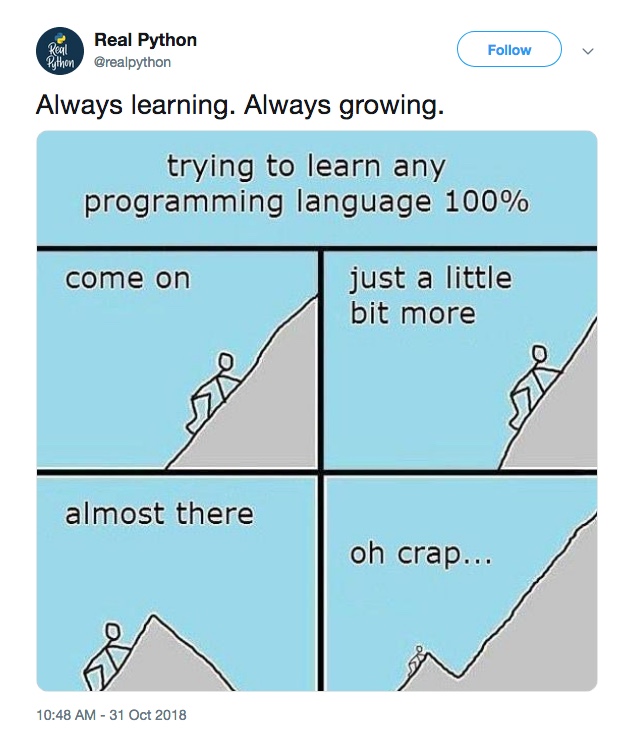 Real Python
Real Python
@realpython
Follow
Always learning. Always growing.
trying to learn any
programming language 100%
come on
just a little
bit more
almost there
oh crap...
10:48 AM - 31 Oct 2018